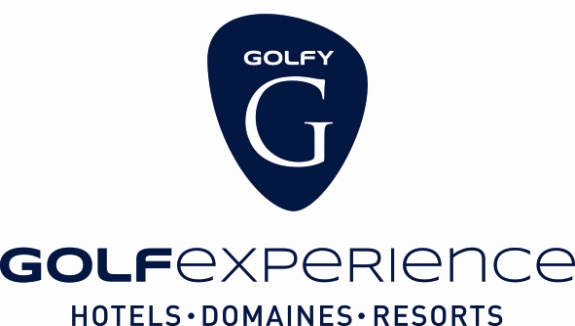 GOLFY
G
GOLFexperience
HOTELS • DOMAINES • RESORTS